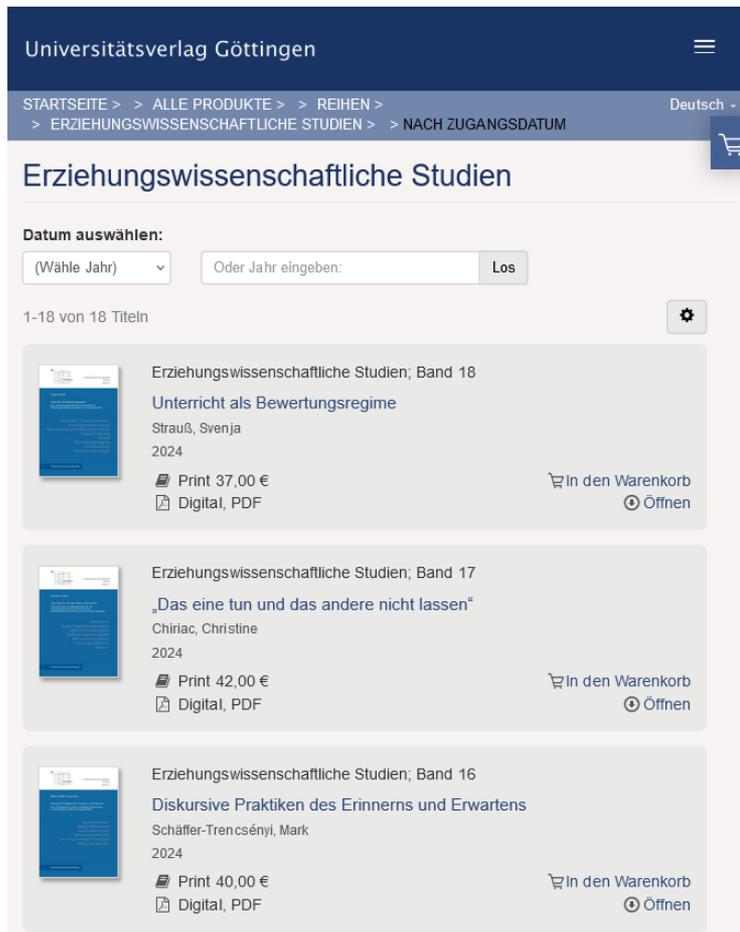 Universitätsverlag Göttingen
STARTSEITE > > ALLE PRODUKTE > > REIHEN >
> ERZIEHUNGSWISSENSCHAFTLICHE STUDIEN > > NACH ZUGANGSDATUM
Deutsch
Erziehungswissenschaftliche Studien
Datum auswählen:
(Wähle Jahr)
Oder Jahr eingeben:
Los
1-18 von 18 Titeln
Erziehungswissenschaftliche Studien; Band 18
Unterricht als Bewertungsregime
Strauß, Svenja
2024
Print 37,00 €
In den Warenkorb
Digital, PDF
Öffnen
Erziehungswissenschaftliche Studien; Band 17
„Das eine tun und das andere nicht lassen“
Chiriac, Christine
2024
Print 42,00 €
In den Warenkorb
Digital, PDF
Öffnen
Erziehungswissenschaftliche Studien; Band 16
Diskursive Praktiken des Erinnerns und Erwartens
Schäffer-Trencsényi, Mark
2024
Print 40,00 €
In den Warenkorb
Digital, PDF
Öffnen